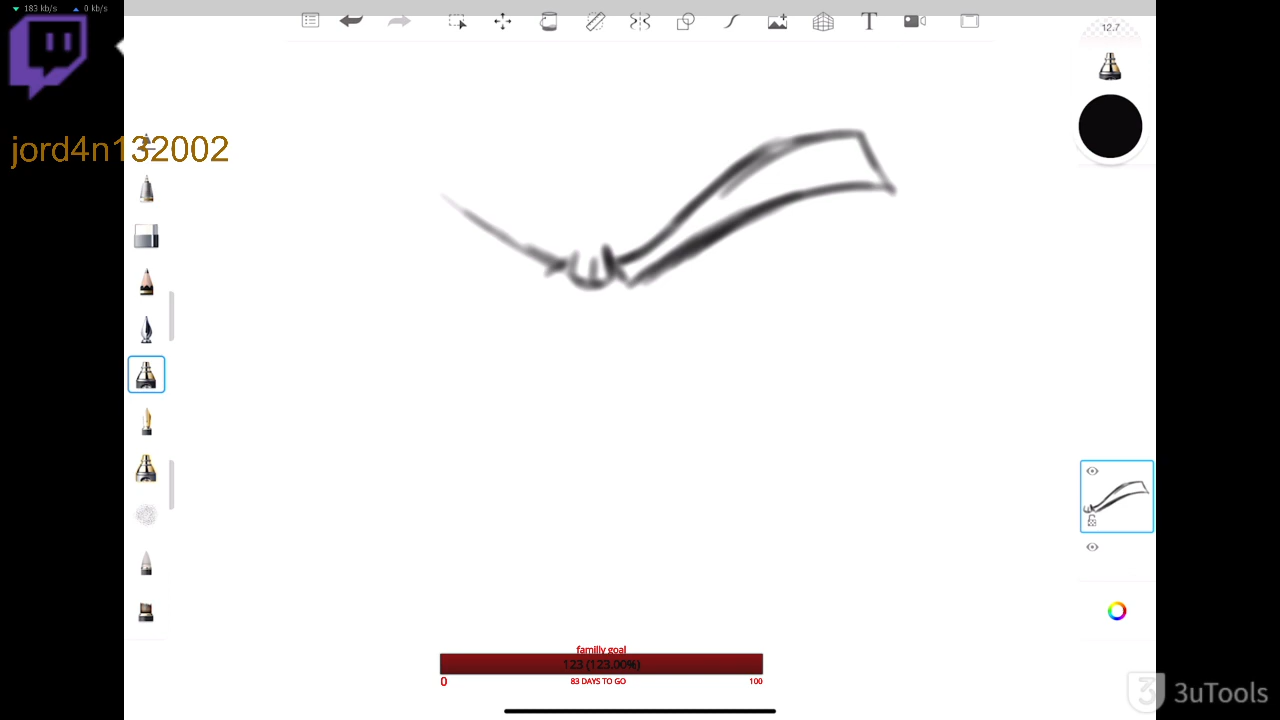 183 kb/s 0 kb/s
12.7
jord4n132002
familly goal
123 (123.00%)
0 83 DAYS TO GO 100
3uTools